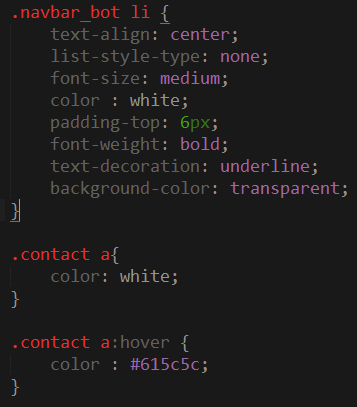 .navbar_bot li {
    text-align: center;
    list-style-type: none;
    font-size: medium;
    color : white;
    padding-top: 6px;
    font-weight: bold;
    text-decoration: underline;
    background-color: transparent;
}

.contact a{
    color: white;
}

.contact a:hover {
    color : #615c5c;
}